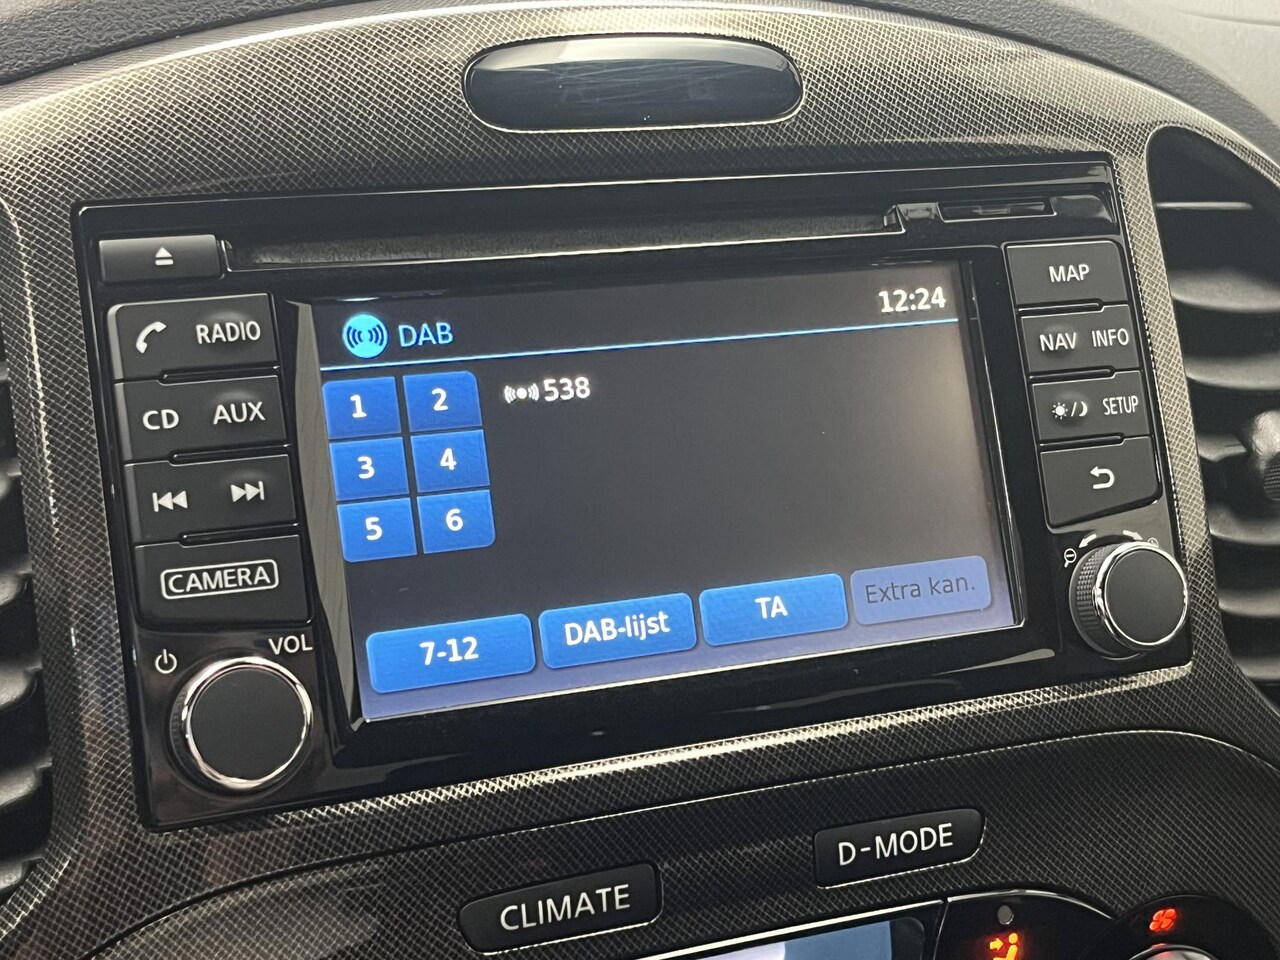 MAP
12:24
RADIO
DAB
NAV INFO
1 2
538
CD AUX
SETUP
3 4
5 6
CAMERA
Extra kan.
TA
DAB-lijst
7-12
VOL
D-MODE
CLIMATE